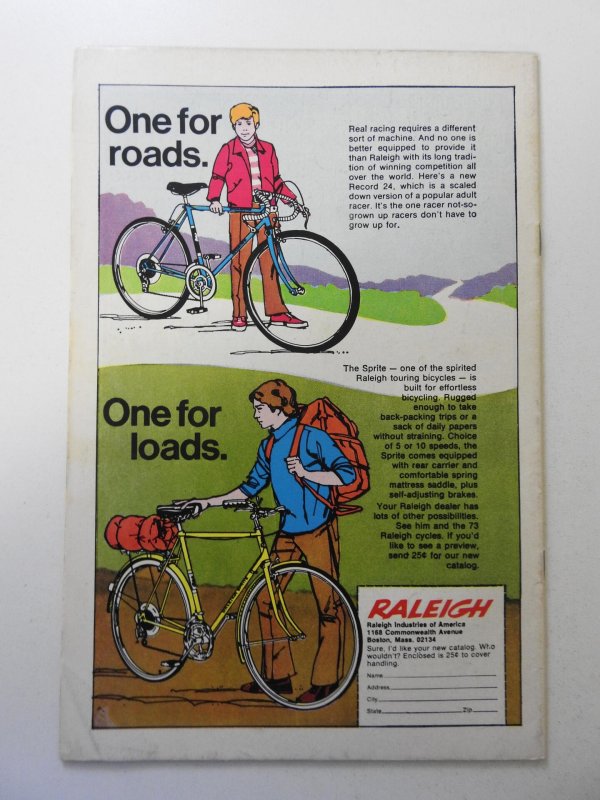 One for
roads.
Real racing requires a different
sort of machine. And no one is
better equipped to provide it
than Raleigh with its long tradi-
tion of winning competition all
over the world. Here's a new
Record 24, which is a scaled
down version of a popular adult
racer. It's the one racer not-so-
grown up racers don't have to
grow up for.
The Sprite — one of the spirited
Raleigh touring bicycles — is
built for effortless
bicycling. Rugged
enough to take
back-packing trips or a
sack of daily papers
without straining. Choice
of 5 or 10 speeds, the
Sprite comes equipped
with rear carrier and
comfortable spring
mattress saddle, plus
self-adjusting brakes.
Your Raleigh dealer has
lots of other possibilities.
See him and the 73
Raleigh cycles. If you'd
like to see a preview,
send 25¢ for our new
catalog.
One for
loads.
RALEIGH
Raleigh Industries of America
1168 Commonwealth Avenue
Boston, Mass. 02134
Sure, I'd like your new catalog. Who
wouldn't? Enclosed is 25¢ to cover
handling.
Name
Address
City
State Zip